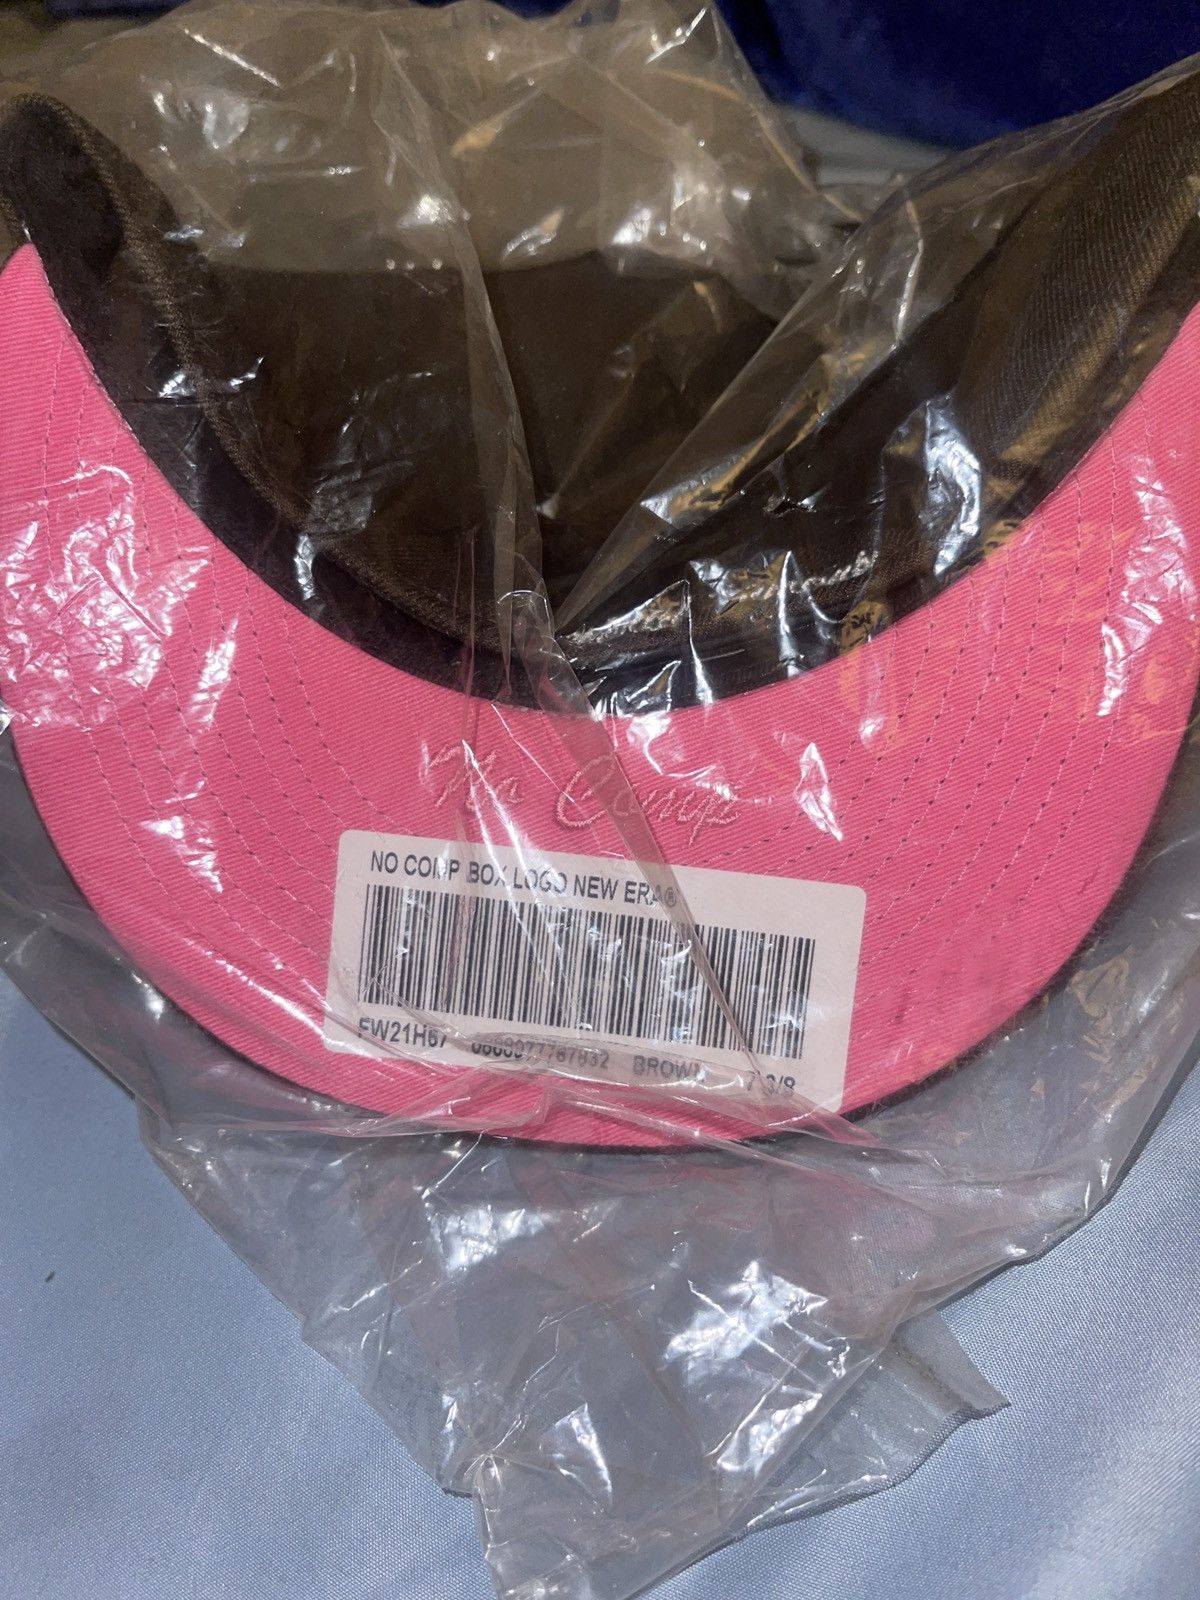 No Comp
NO COMP BOX LOGO NEW ERA®
FW21H67 BROWN 7 3/8